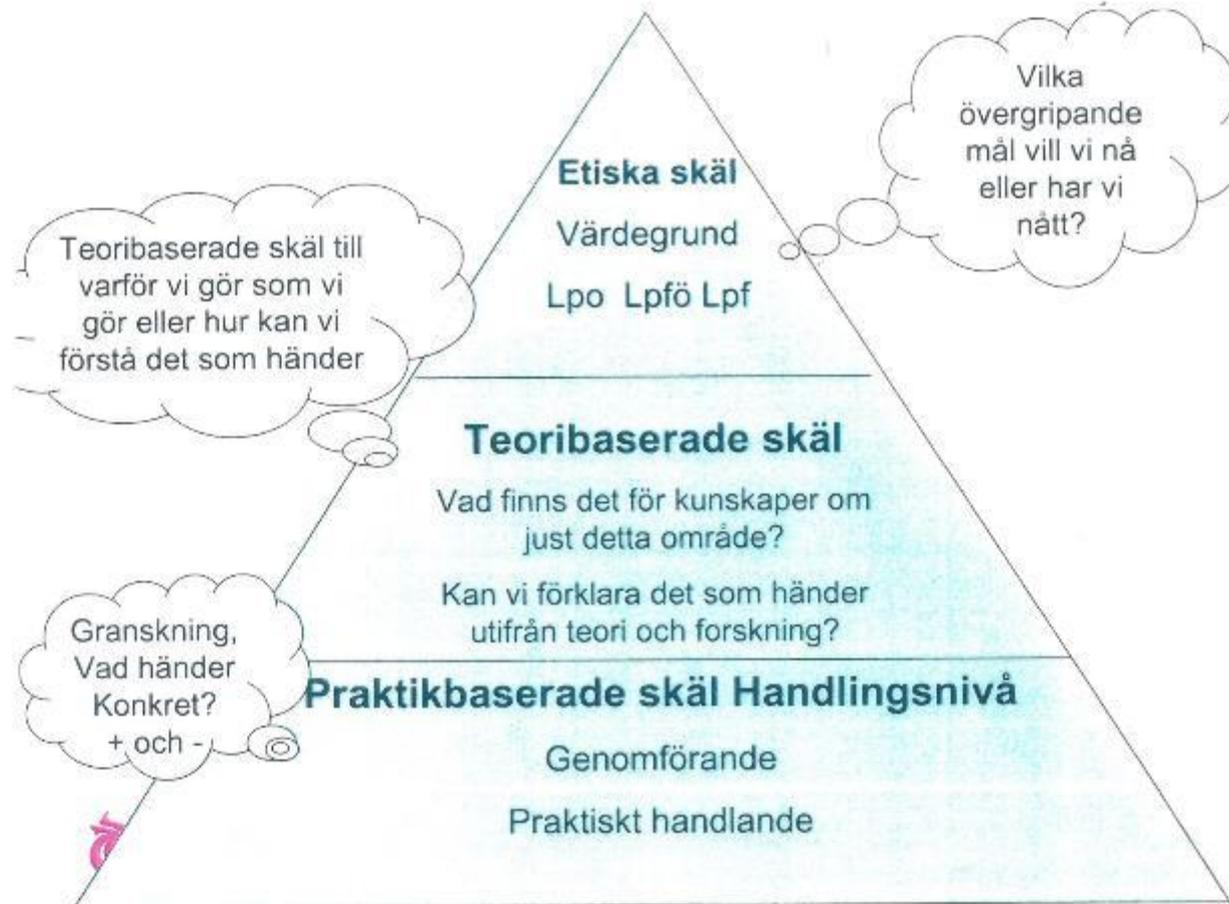 Etiska skäl
Värdegrund
Lpo Lpfö Lpf
Vilka
övergripande
mål vill vi nå
eller har vi
nått?
Teoribaserade skäl till
varför vi gör som vi
gör eller hur kan vi
förstå det som händer
Teoribaserade skäl
Vad finns det för kunskaper om
just detta område?
Kan vi förklara det som händer
utifrån teori och forskning?
Granskning,
Vad händer
Konkret?
+ och -
Praktikbaserade skäl Handlingsnivå
Genomförande
Praktiskt handlande